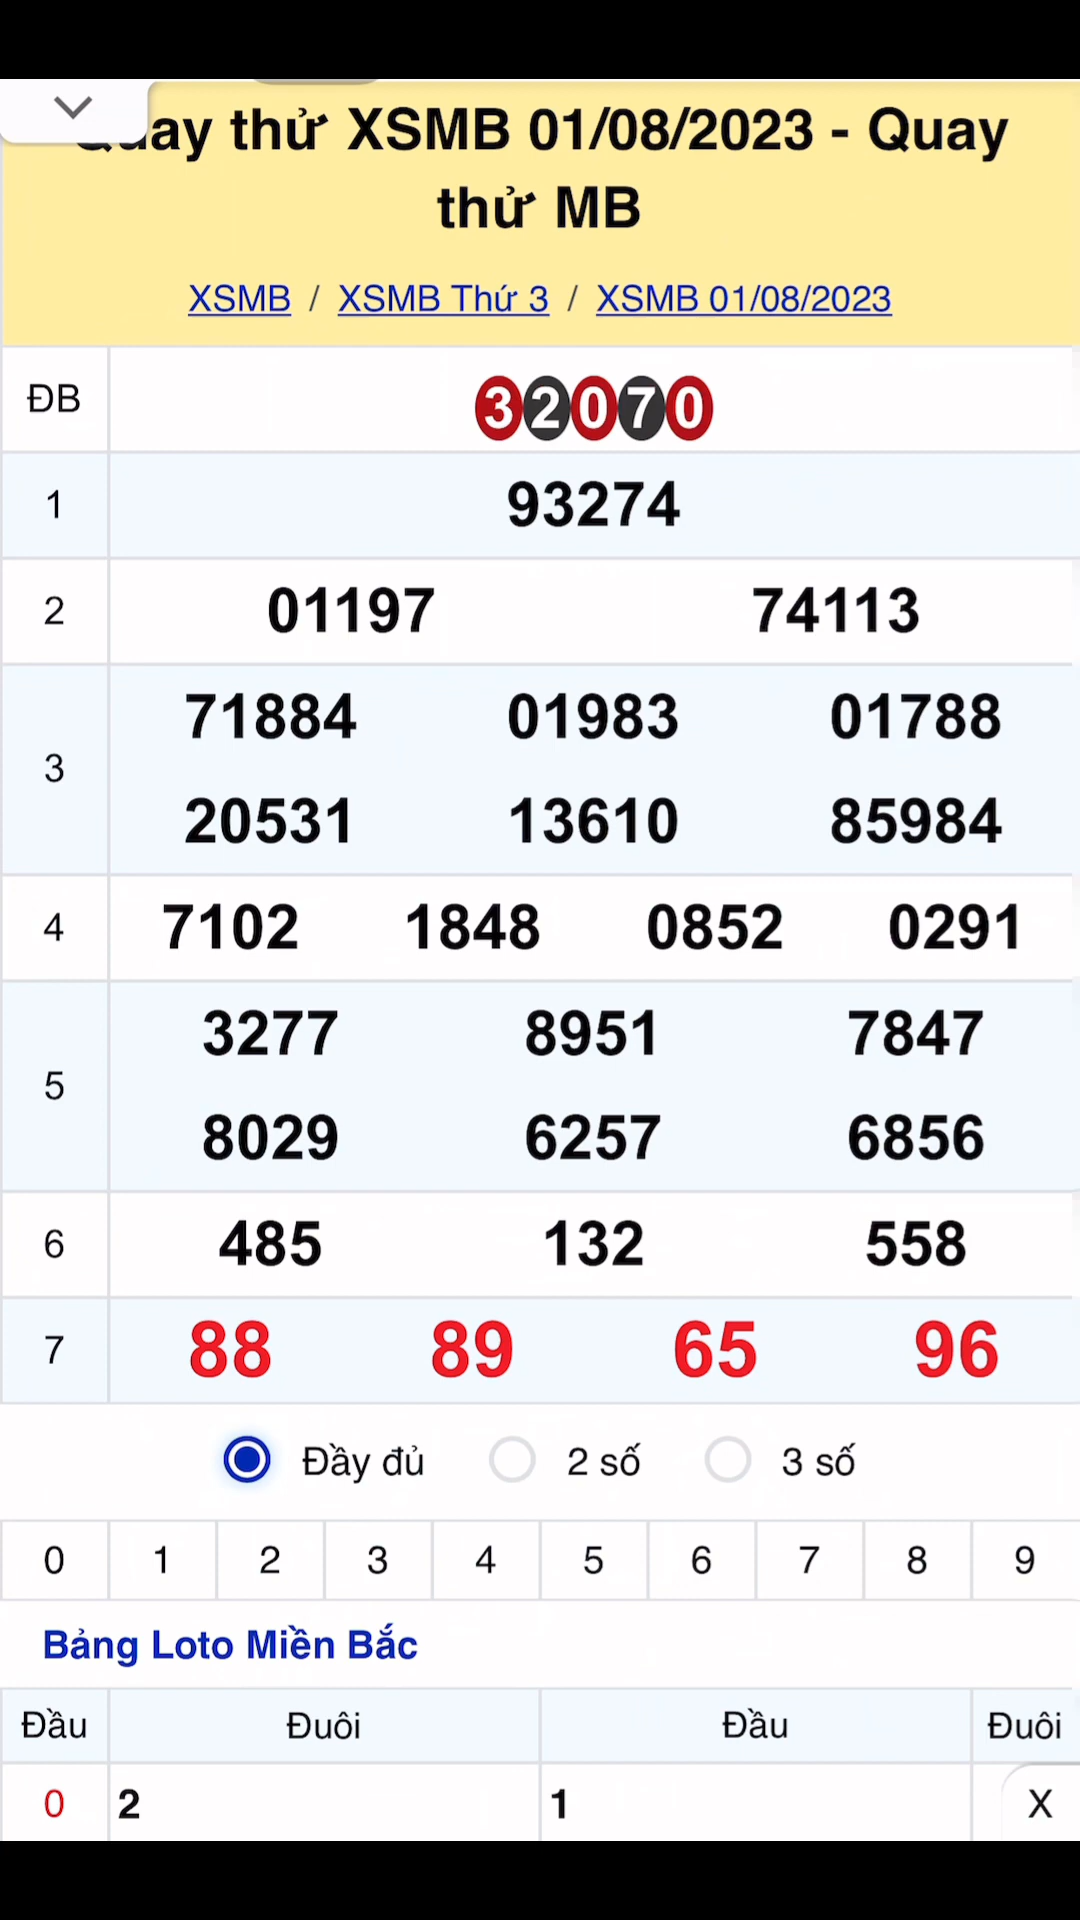 Quay thử XSMB 01/08/2023 - Quay
thử MB
XSMB / XSMB Thứ 3 / XSMB 01/08/2023
ĐB 32070
1 93274
2 01197 74113
3 71884 01983 01788
20531 13610 85984
4 7102 1848 0852 0291
5 3277 8951 7847
8029 6257 6856
6 485 132 558
7 88 89 65 96
Đầy đủ 2 số 3 số
0 1 2 3 4 5 6 7 8 9
Bảng Loto Miền Bắc
Đầu Đuôi Đầu Đuôi
0 2 1 X